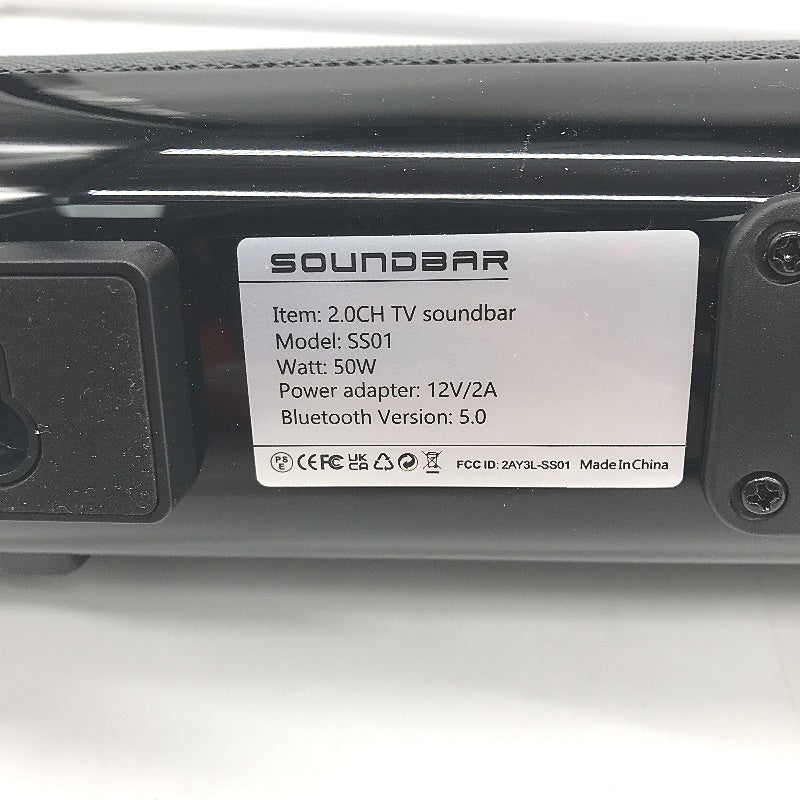 SOUNDBAR
Item: 2.0CH TV soundbar
Model: SS01
Watt: 50W
Power adapter: 12V/2A
Bluetooth Version: 5.0
PS E CE FC UK CA FCC ID: 2AY3L-SS01 Made In China